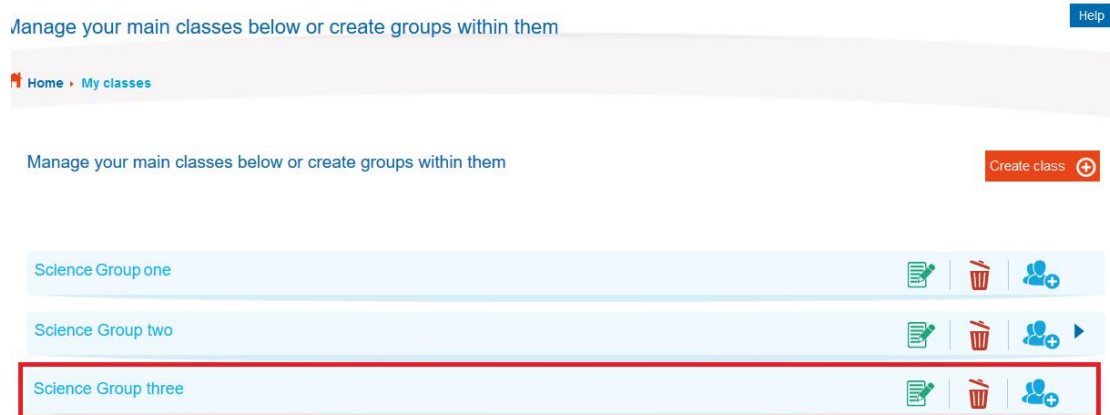 Manage your main classes below or create groups within them
Help
Home › My classes
Manage your main classes below or create groups within them
Create class
Science Group one
Science Group two
Science Group three